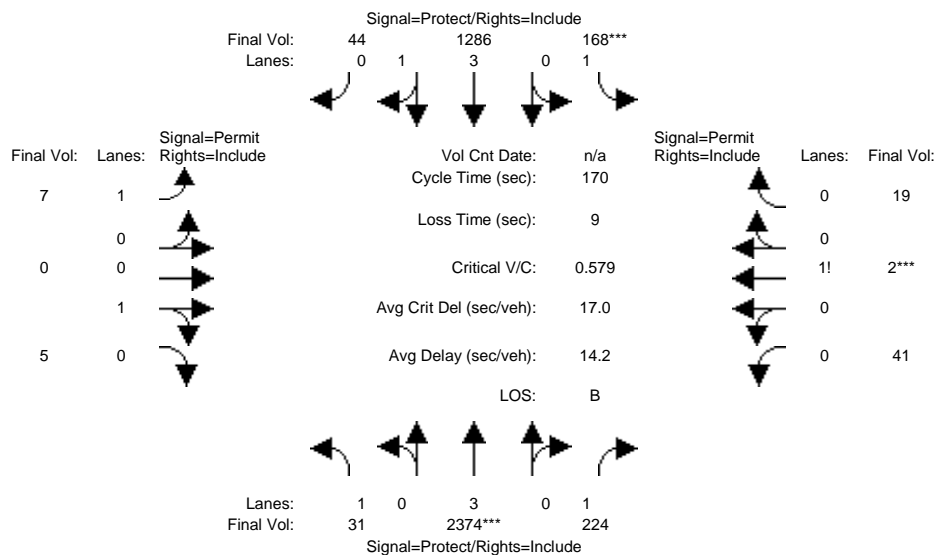 Signal=Protect/Rights=Include
Final Vol: 44 1286 168***
Lanes: 0 1 3 0 1
Signal=Permit
Final Vol: Lanes: Rights=Include
Vol Cnt Date: n/a
Signal=Permit
Rights=Include Lanes: Final Vol:
Cycle Time (sec): 170
7 1
0 19
Loss Time (sec): 9
0
0
0 0
Critical V/C: 0.579
1! 2***
1
Avg Crit Del (sec/veh): 17.0
0
5 0
Avg Delay (sec/veh): 14.2
0 41
LOS: B
Lanes: 1 0 3 0 1
Final Vol: 31 2374*** 224
Signal=Protect/Rights=Include